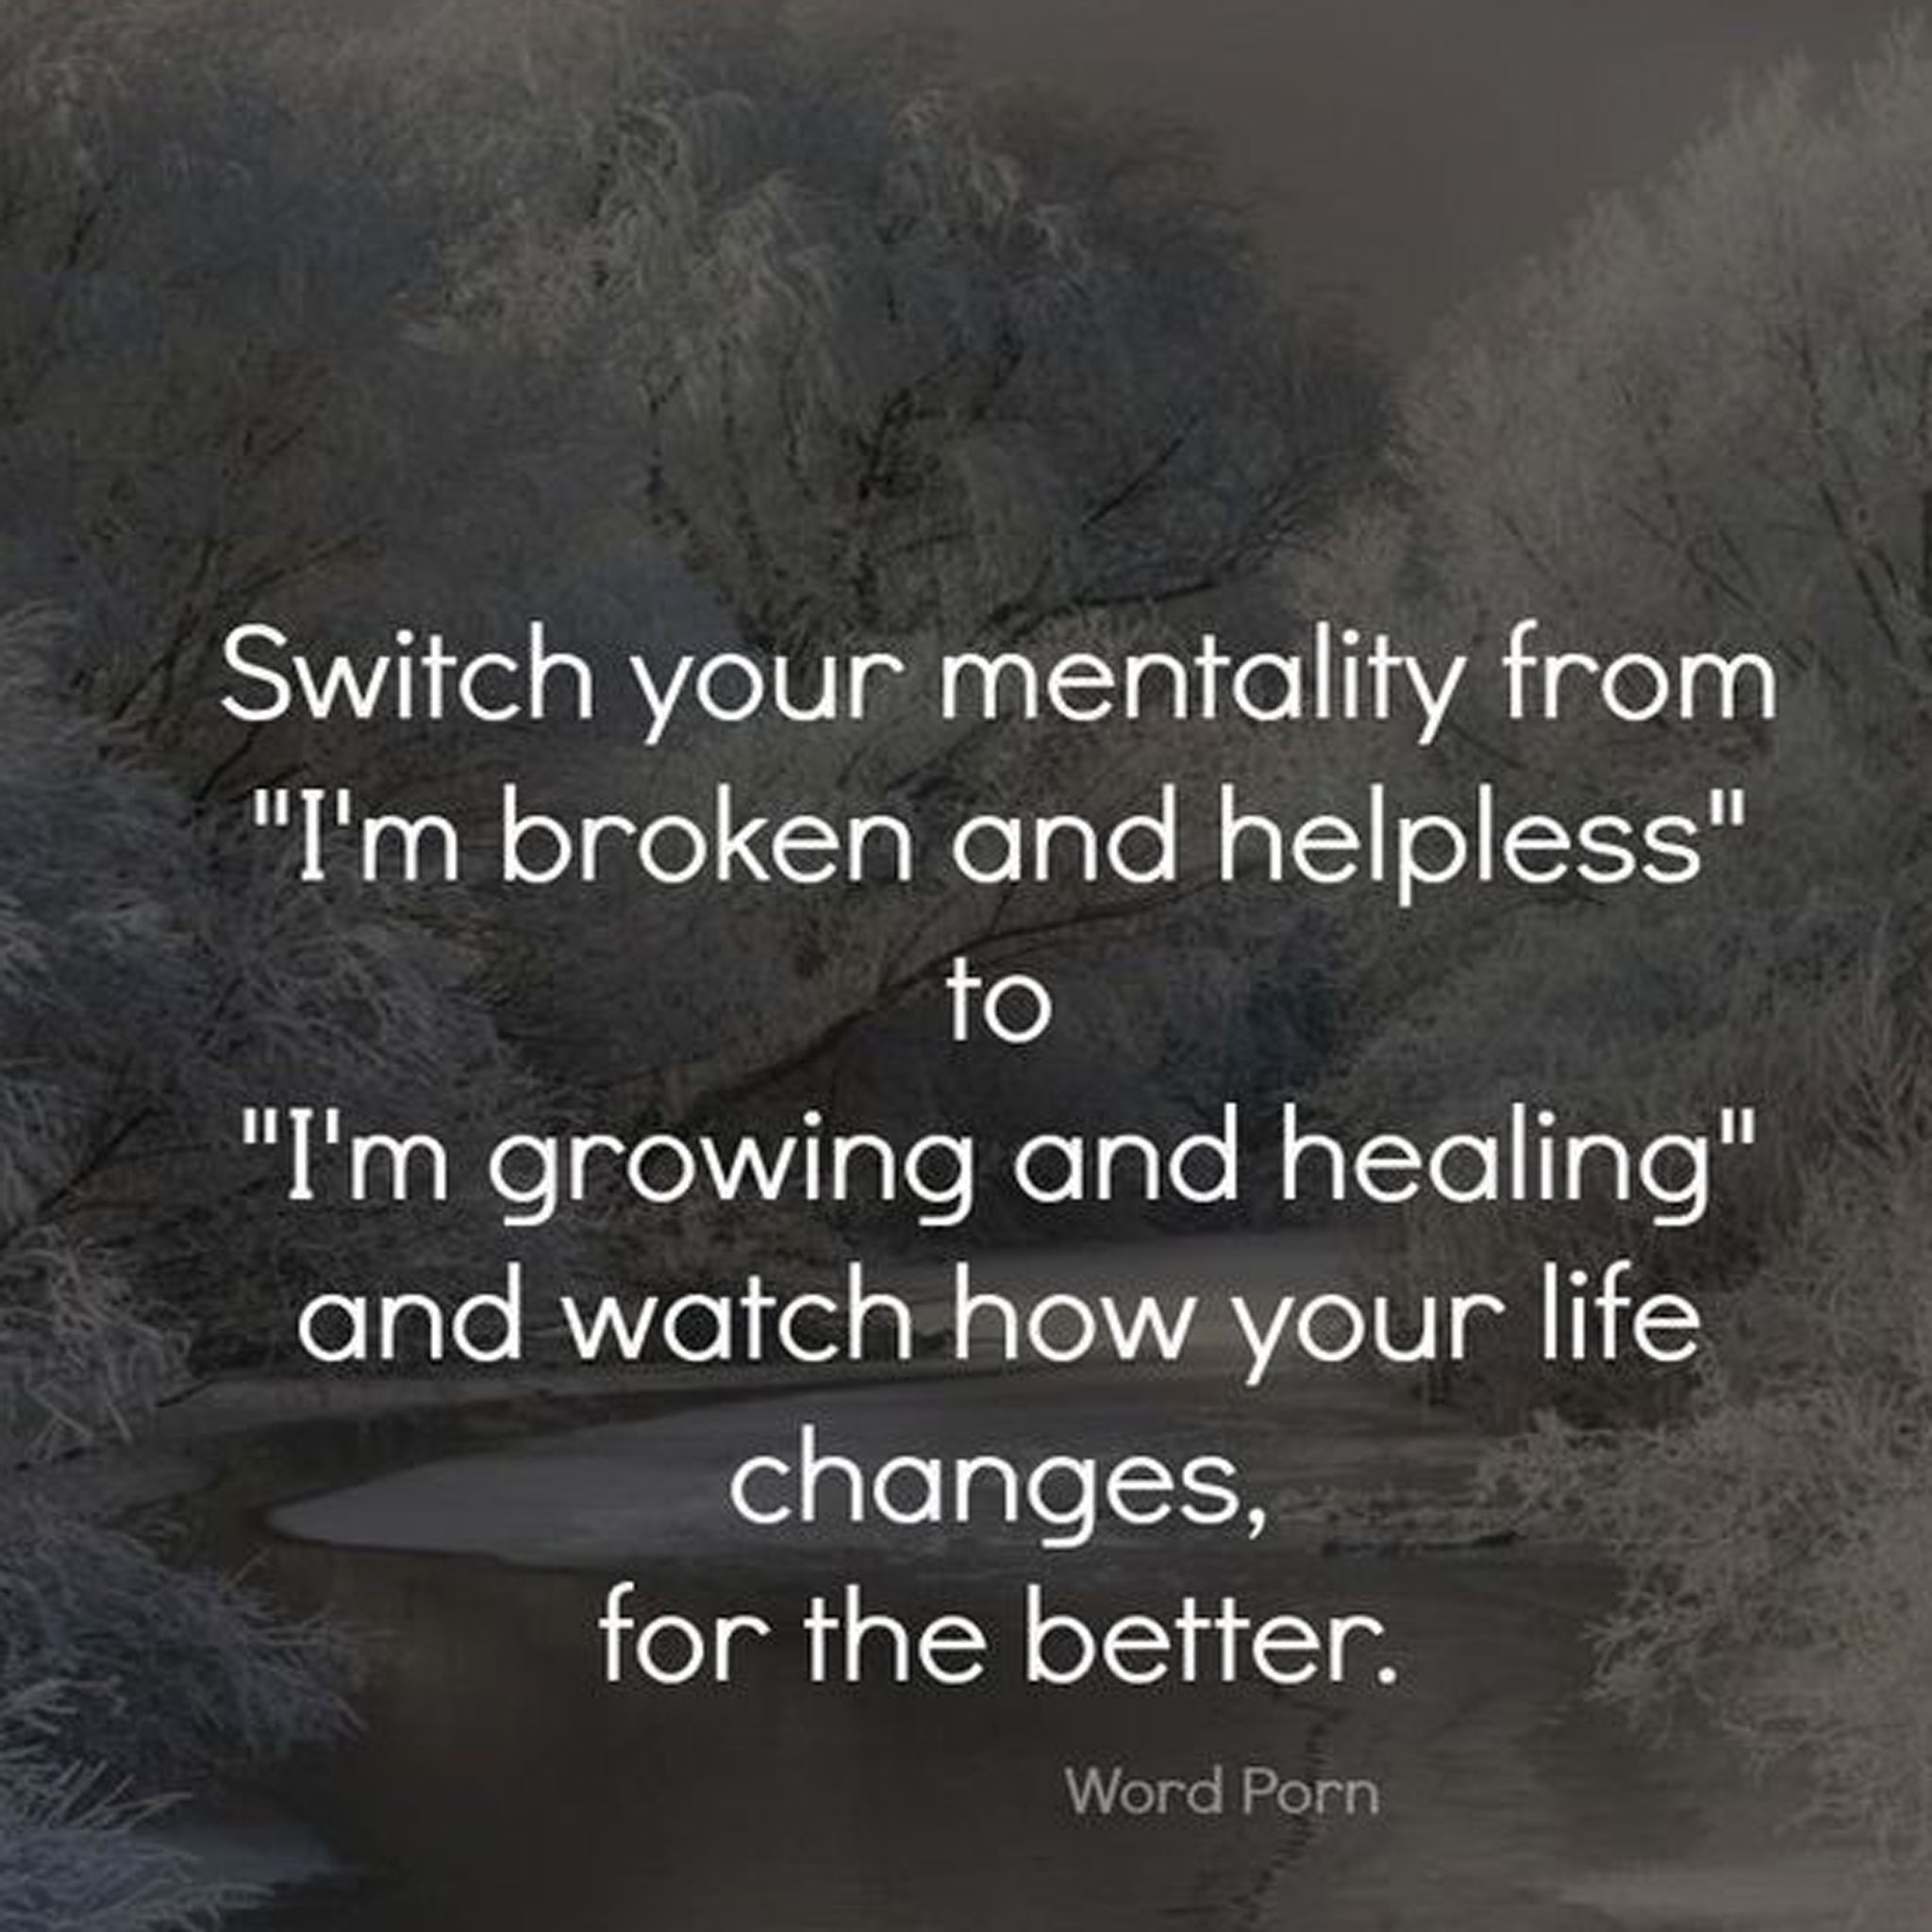 Switch your mentality from
"I'm broken and helpless"
to
"I'm growing and healing"
and watch how your life
changes,
for the better.
Word Porn